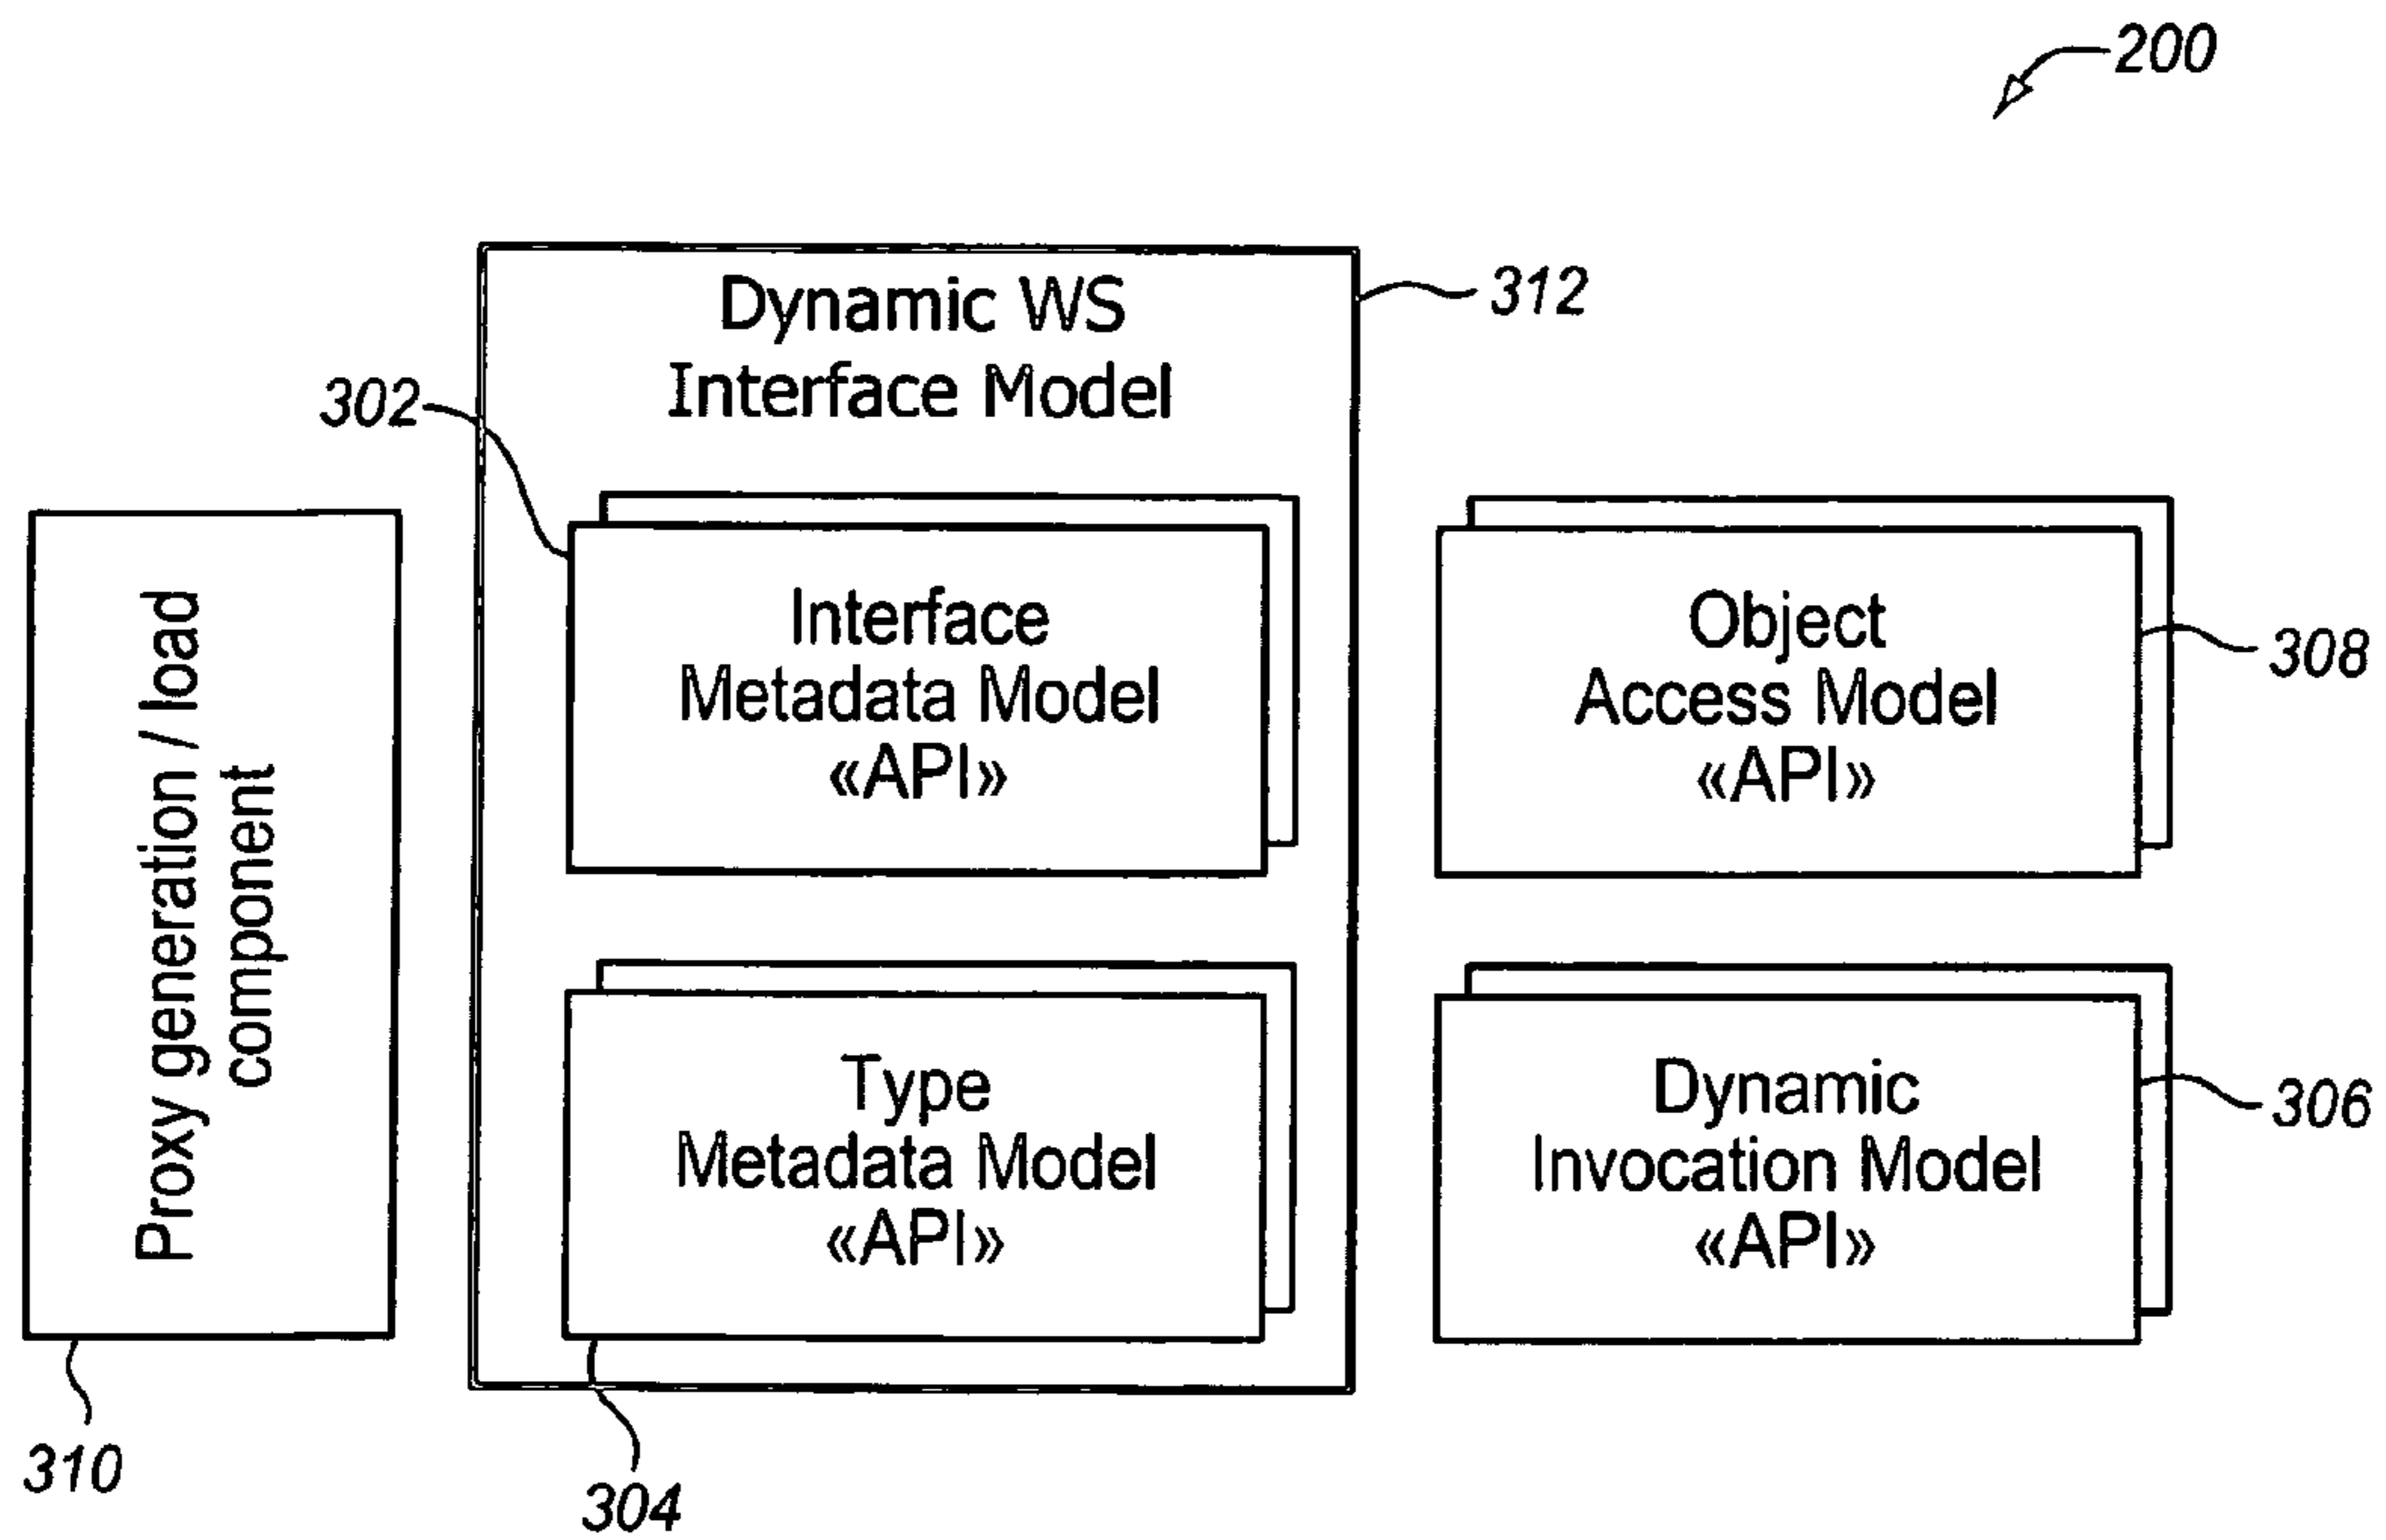 200
Dynamic WS
Interface Model
312
302
Interface
Metadata Model
«API»
Object
Access Model
«API»
308
Proxy generation / load
component
Type
Metadata Model
«API»
Dynamic
Invocation Model
«API»
306
310
304